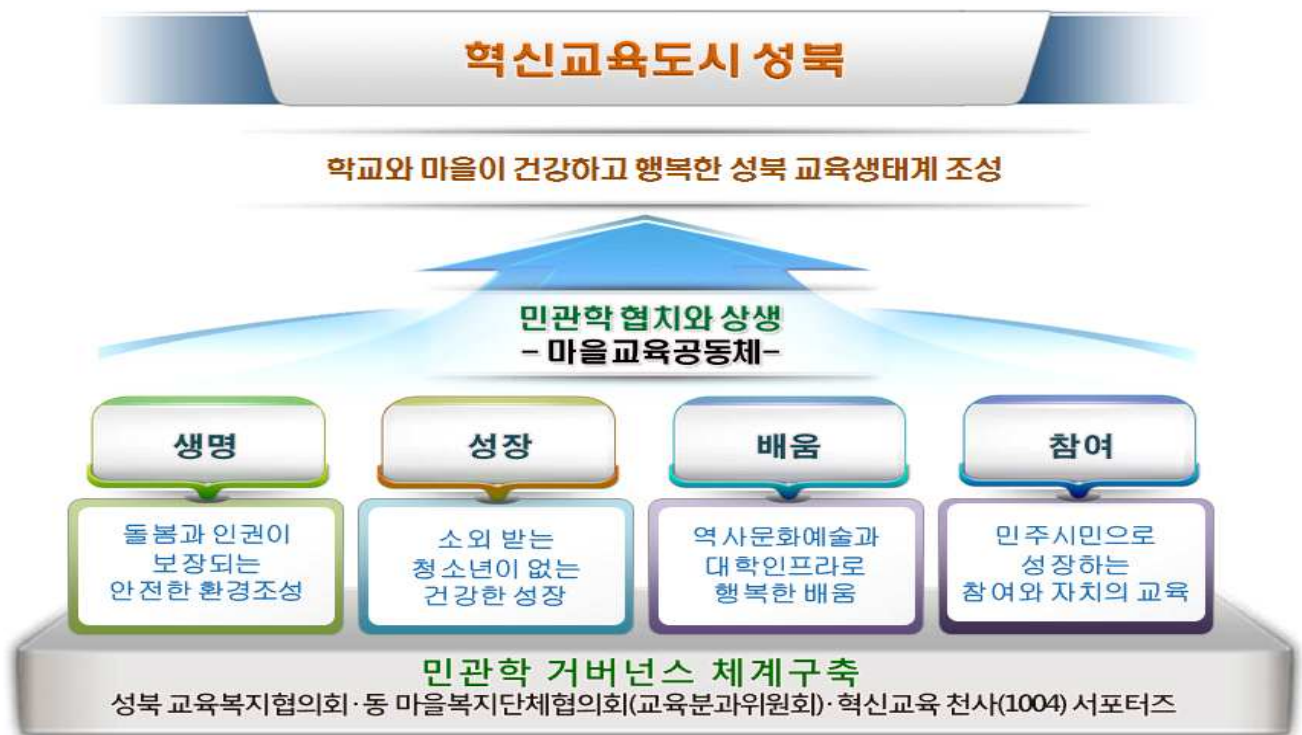 혁신교육도시 성북
학교와 마을이 건강하고 행복한 성북 교육생태계 조성
민관학 협치와 상생
- 마을교육공동체-
생명
돌봄과 인권이
보장되는
안전한 환경조성
성장
소외 받는
청소년이 없는
건강한 성장
배움
역사문화예술과
대학인프라로
행복한 배움
참여
민주시민으로
성장하는
참여와 자치의 교육
민관학 거버넌스 체계구축
성북 교육복지협의회·동 마을복지단체협의회(교육분과위원회)·혁신교육 천사(1004) 서포터즈